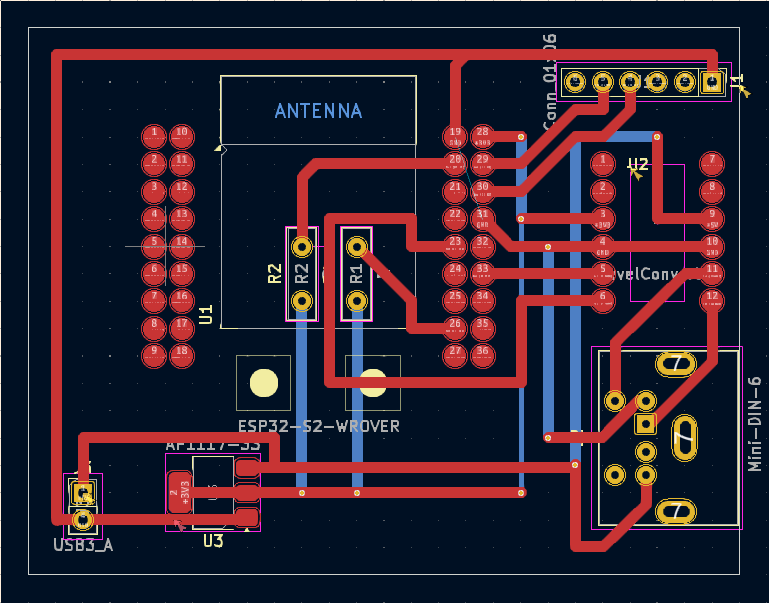 Conn_01x06
J1
ANTENNA
1 10
2 11
3 12
4 13
5 14
6 15
7 16
8 17
9 18
19 28
20 29
21 30
22 31
23 32
24 33
25 34
26 35
27 36
U2
1 7
2 8
3 9
4 10
5 11
6 12
R2
R2
R1
U1
ESP32-S2-WROVER
7
7
7
Mini-DIN-6
AP1117-33
2
+3V3
U3
USB3_A